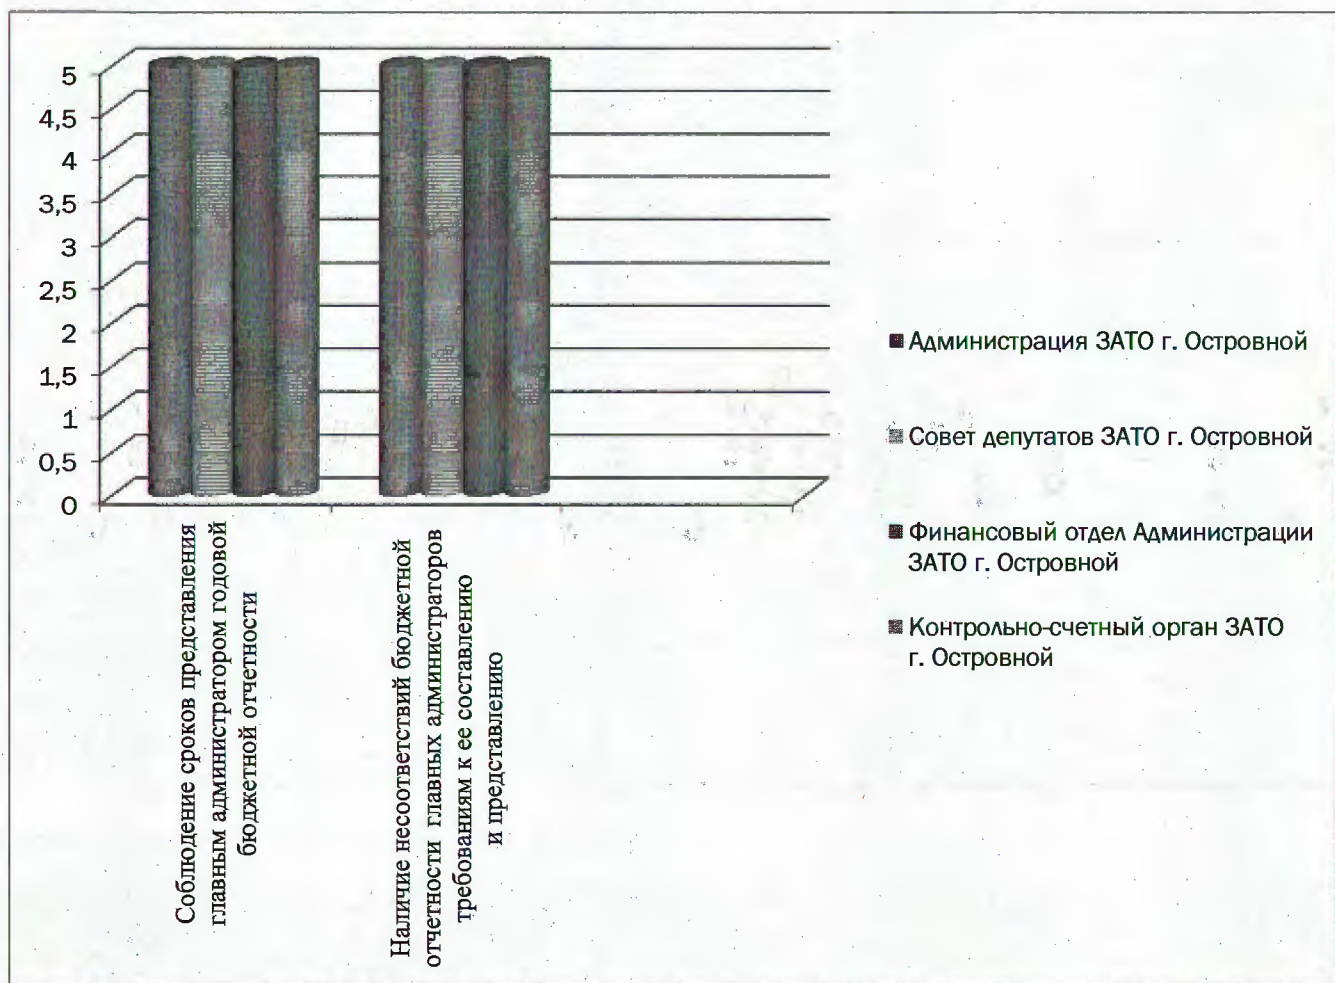 5
4,5
4
3,5
3
2,5
2
1,5
1
0,5
0
Соблюдение сроков представления
главным администратором годовой
бюджетной отчетности
Наличие несоответствий бюджетной
отчетности главных администраторов
требованиям к ее составлению
и представлению
Администрация ЗАТО г. Островной
Совет депутатов ЗАТО г. Островной
Финансовый отдел Администрации
ЗАТО г. Островной
Контрольно-счетный орган ЗАТО
г. Островной